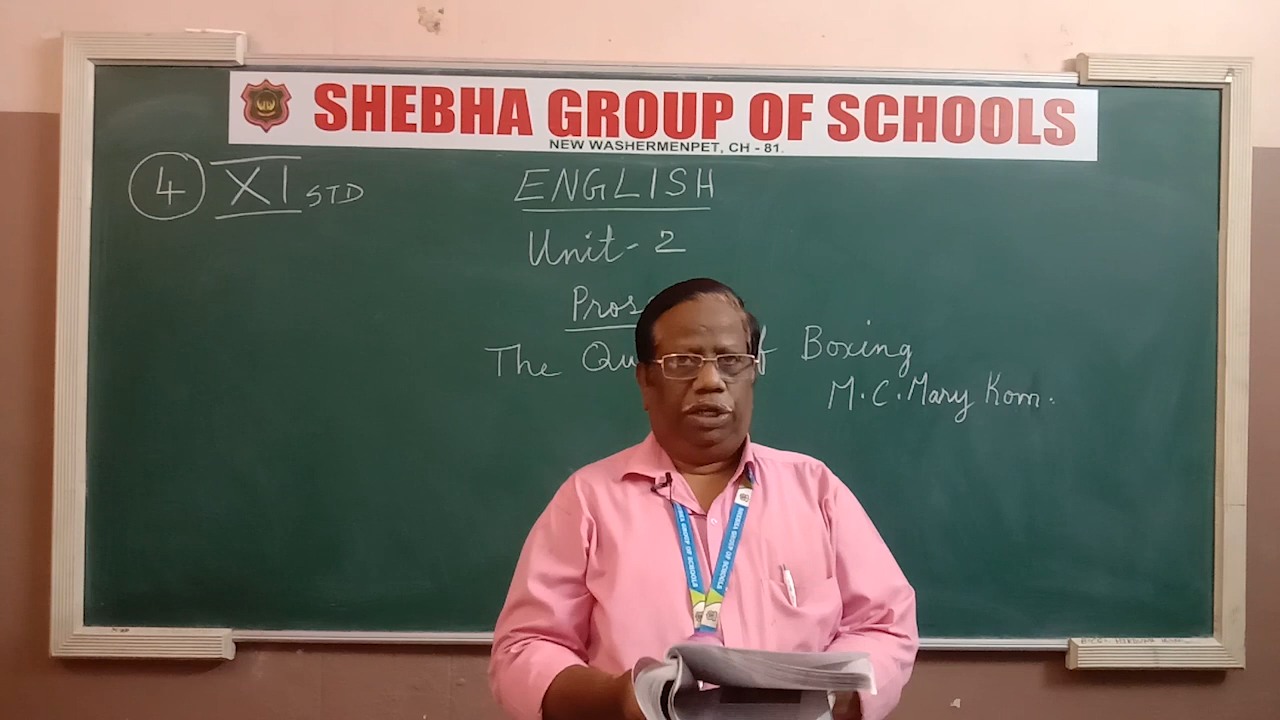 SHEBHA GROUP OF SCHOOLS
NEW WASHERMENPET, CH - 81.
4 XI STD
ENGLISH
Unit - 2
Pros
The Qu f Boxing
M. C. Mary Kom.